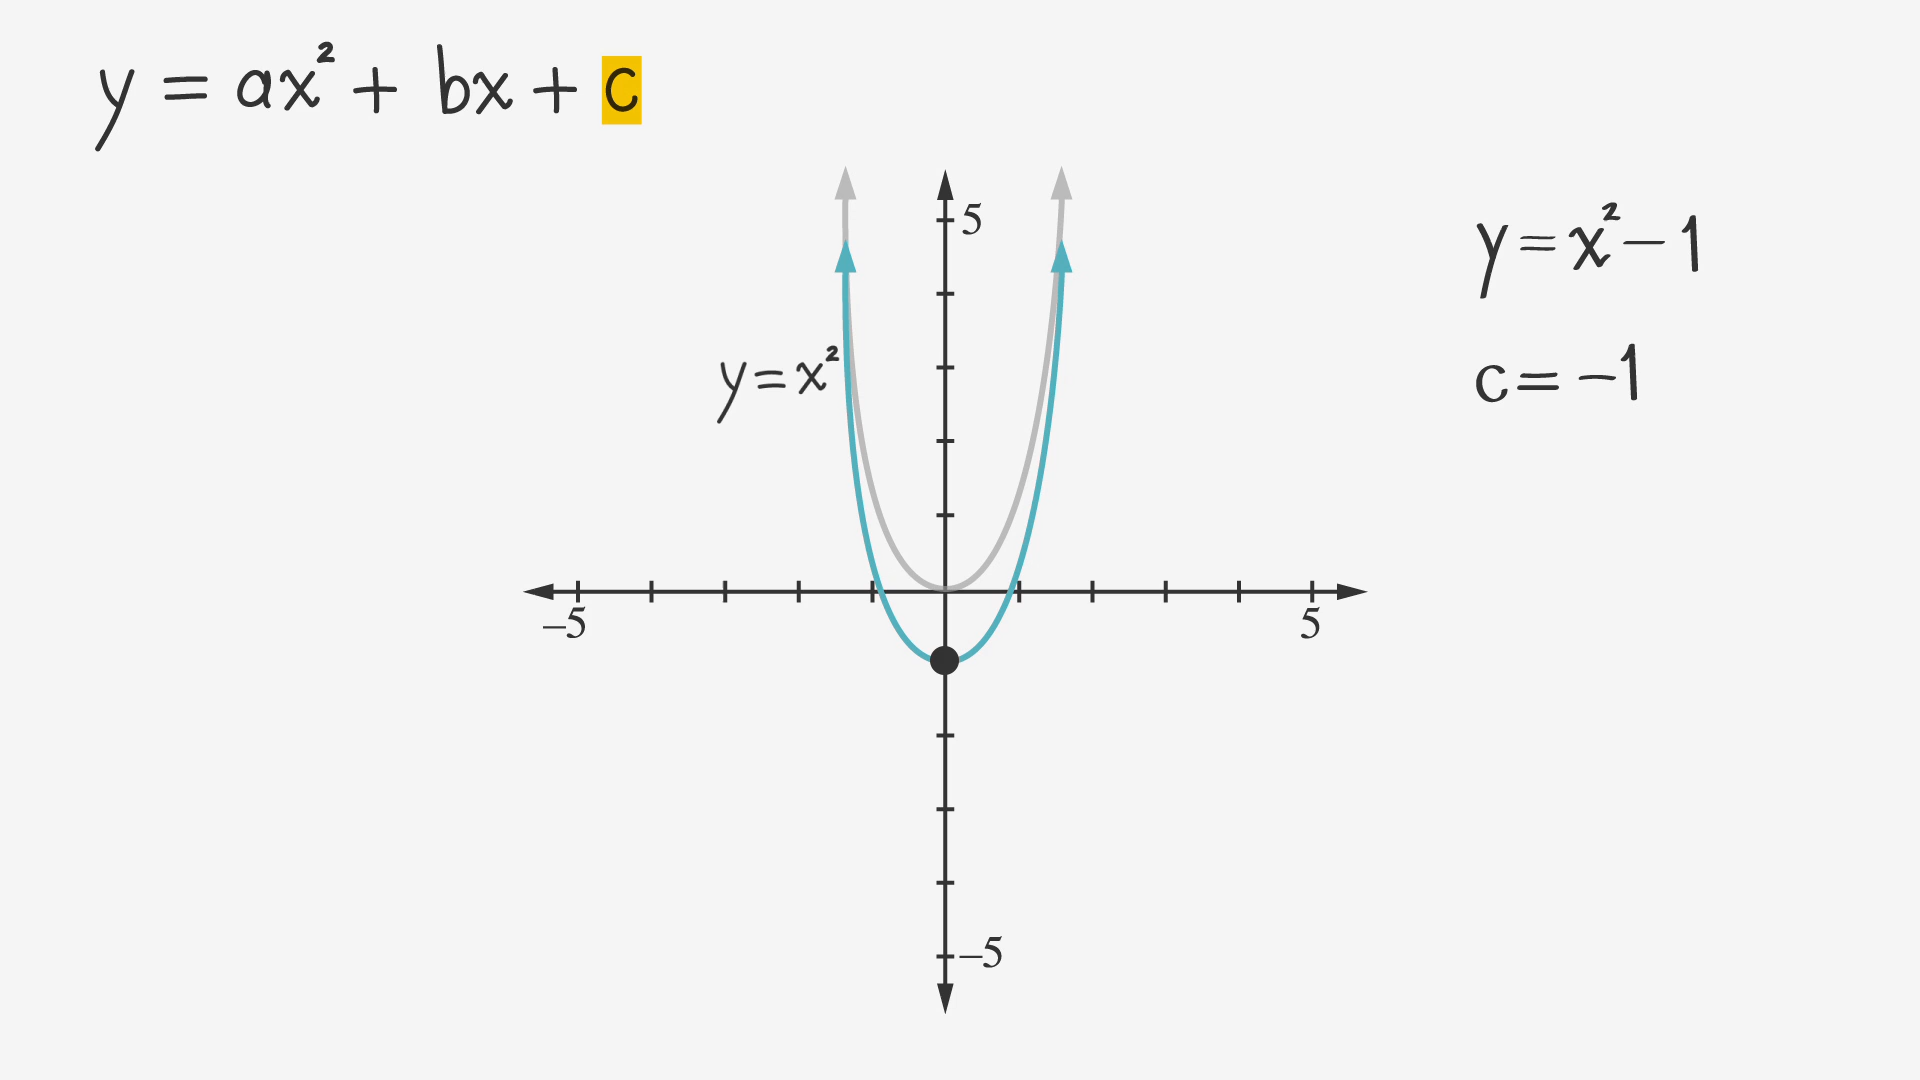 y = ax² + bx + c
5
y = x² − 1
y = x²
c = −1
−5
5
−5